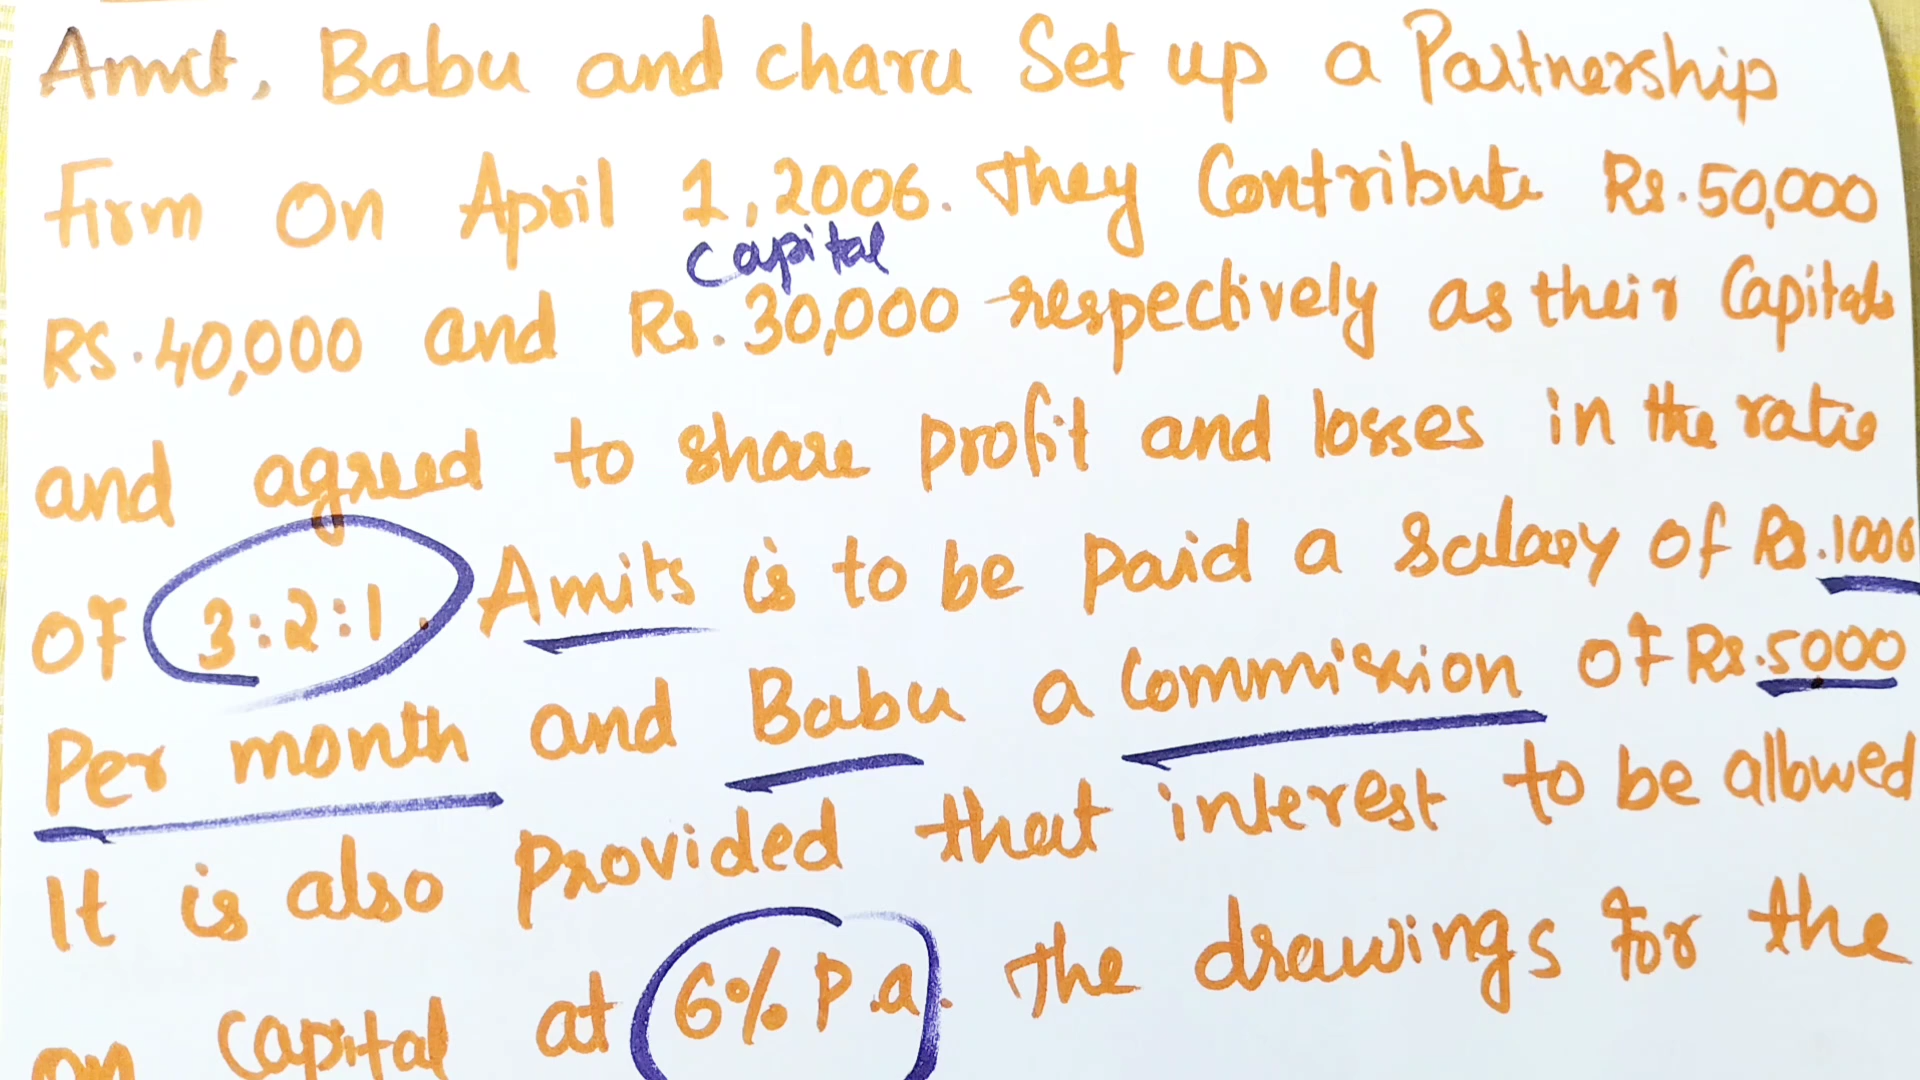 Amit, Babu and charu Set up a Partnership
Firm On April 1, 2006. They Contribute Rs.50,000
Capital
RS.40,000 and Rs.30,000 respectively as their Capitals
and agreed to share profit and losses in the ratio
OF 3:2:1. Amits is to be paid a salary of Rs.1000
Per month and Babu a Commission OF Rs.5000
It is also Provided that interest to be allowed
on Capital at 6% P.a. The drawings for the